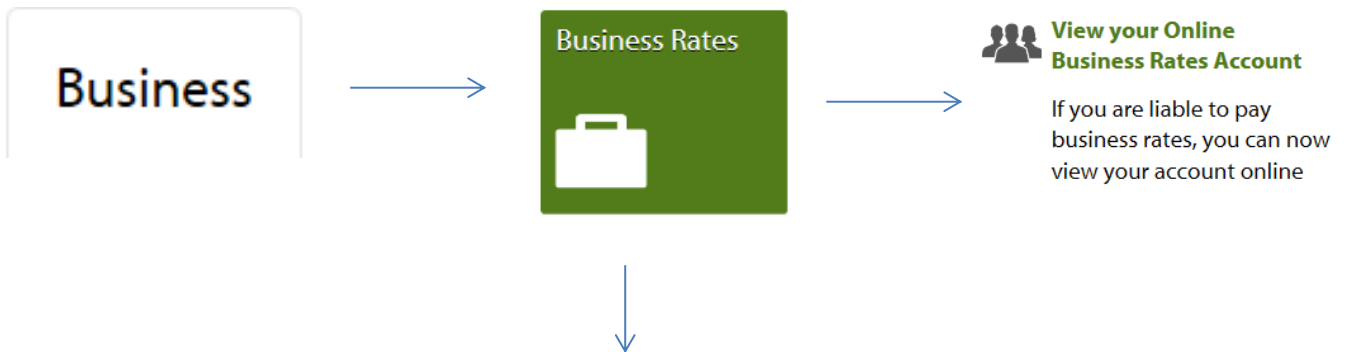 Business
Business Rates
View your Online
Business Rates Account
If you are liable to pay
business rates, you can now
view your account online